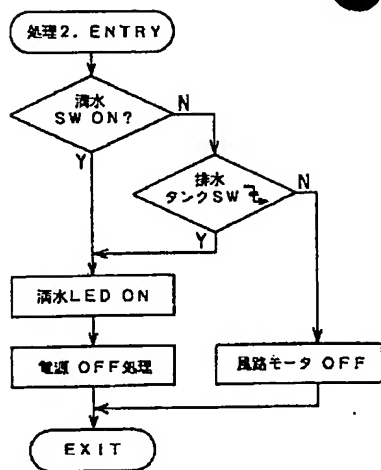 処理2. ENTRY
満水
SW ON?
N
Y
排水
タンクSW
N
Y
満水LED ON
電源 OFF処理
風路モータ OFF
EXIT